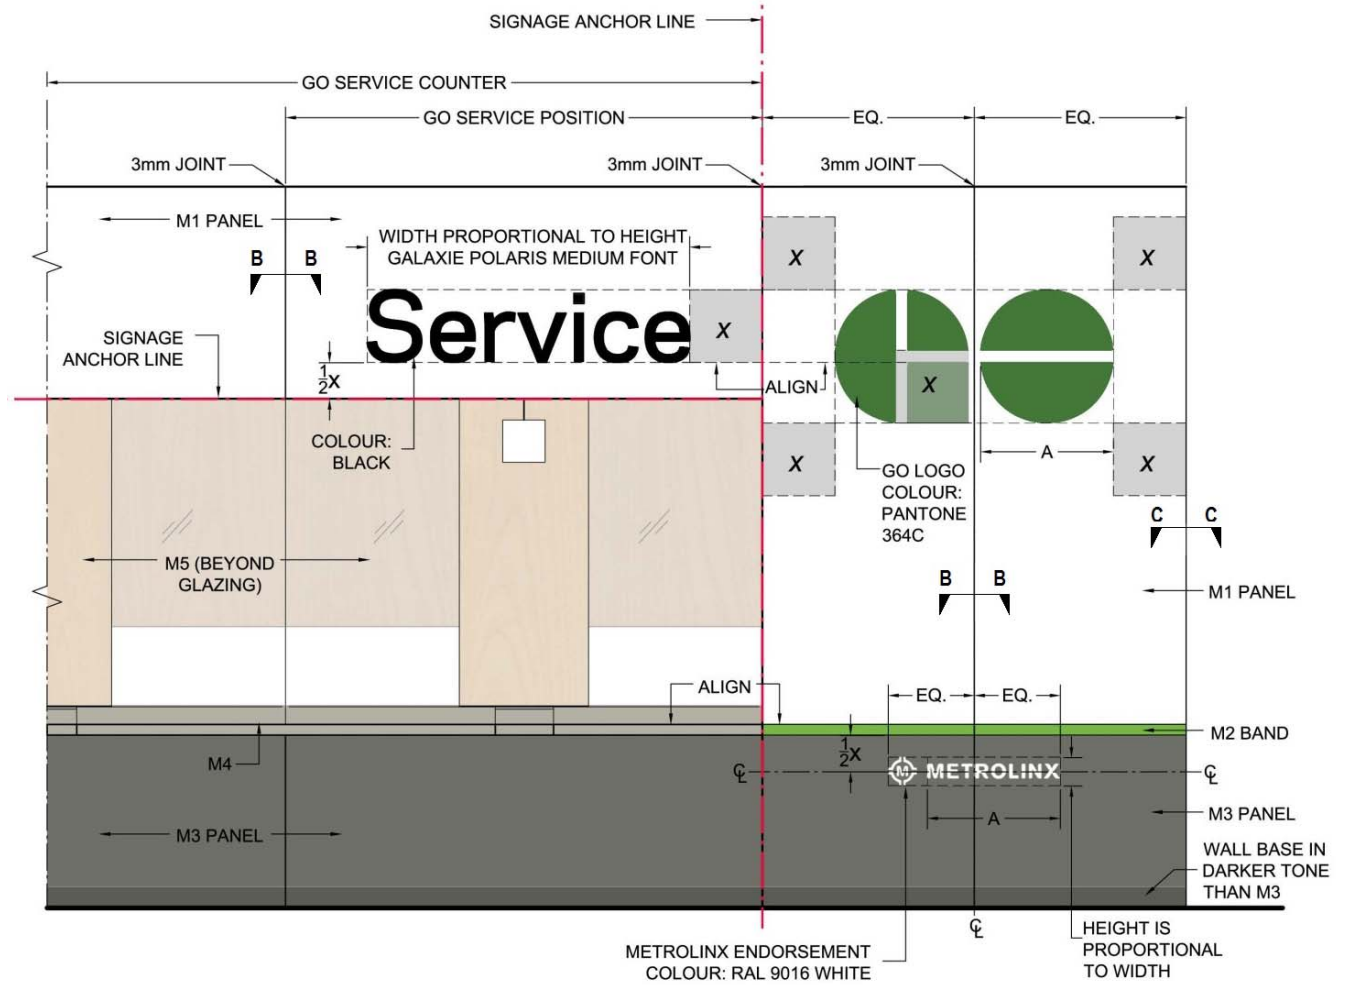 SIGNAGE ANCHOR LINE
GO SERVICE COUNTER
GO SERVICE POSITION
EQ.
EQ.
3mm JOINT
3mm JOINT
3mm JOINT
M1 PANEL
WIDTH PROPORTIONAL TO HEIGHT
GALAXIE POLARIS MEDIUM FONT
B B
X
X
Service
X
SIGNAGE
ANCHOR LINE
1/2X
ALIGN
X
COLOUR:
BLACK
A
X
X
GO LOGO
COLOUR:
PANTONE
364C
C C
M5 (BEYOND
GLAZING)
B B
M1 PANEL
ALIGN
EQ.
EQ.
M2 BAND
1/2X
M4
℄
M METROLINX
℄
A
M3 PANEL
M3 PANEL
WALL BASE IN
DARKER TONE
THAN M3
℄
METROLINX ENDORSEMENT
COLOUR: RAL 9016 WHITE
HEIGHT IS
PROPORTIONAL
TO WIDTH